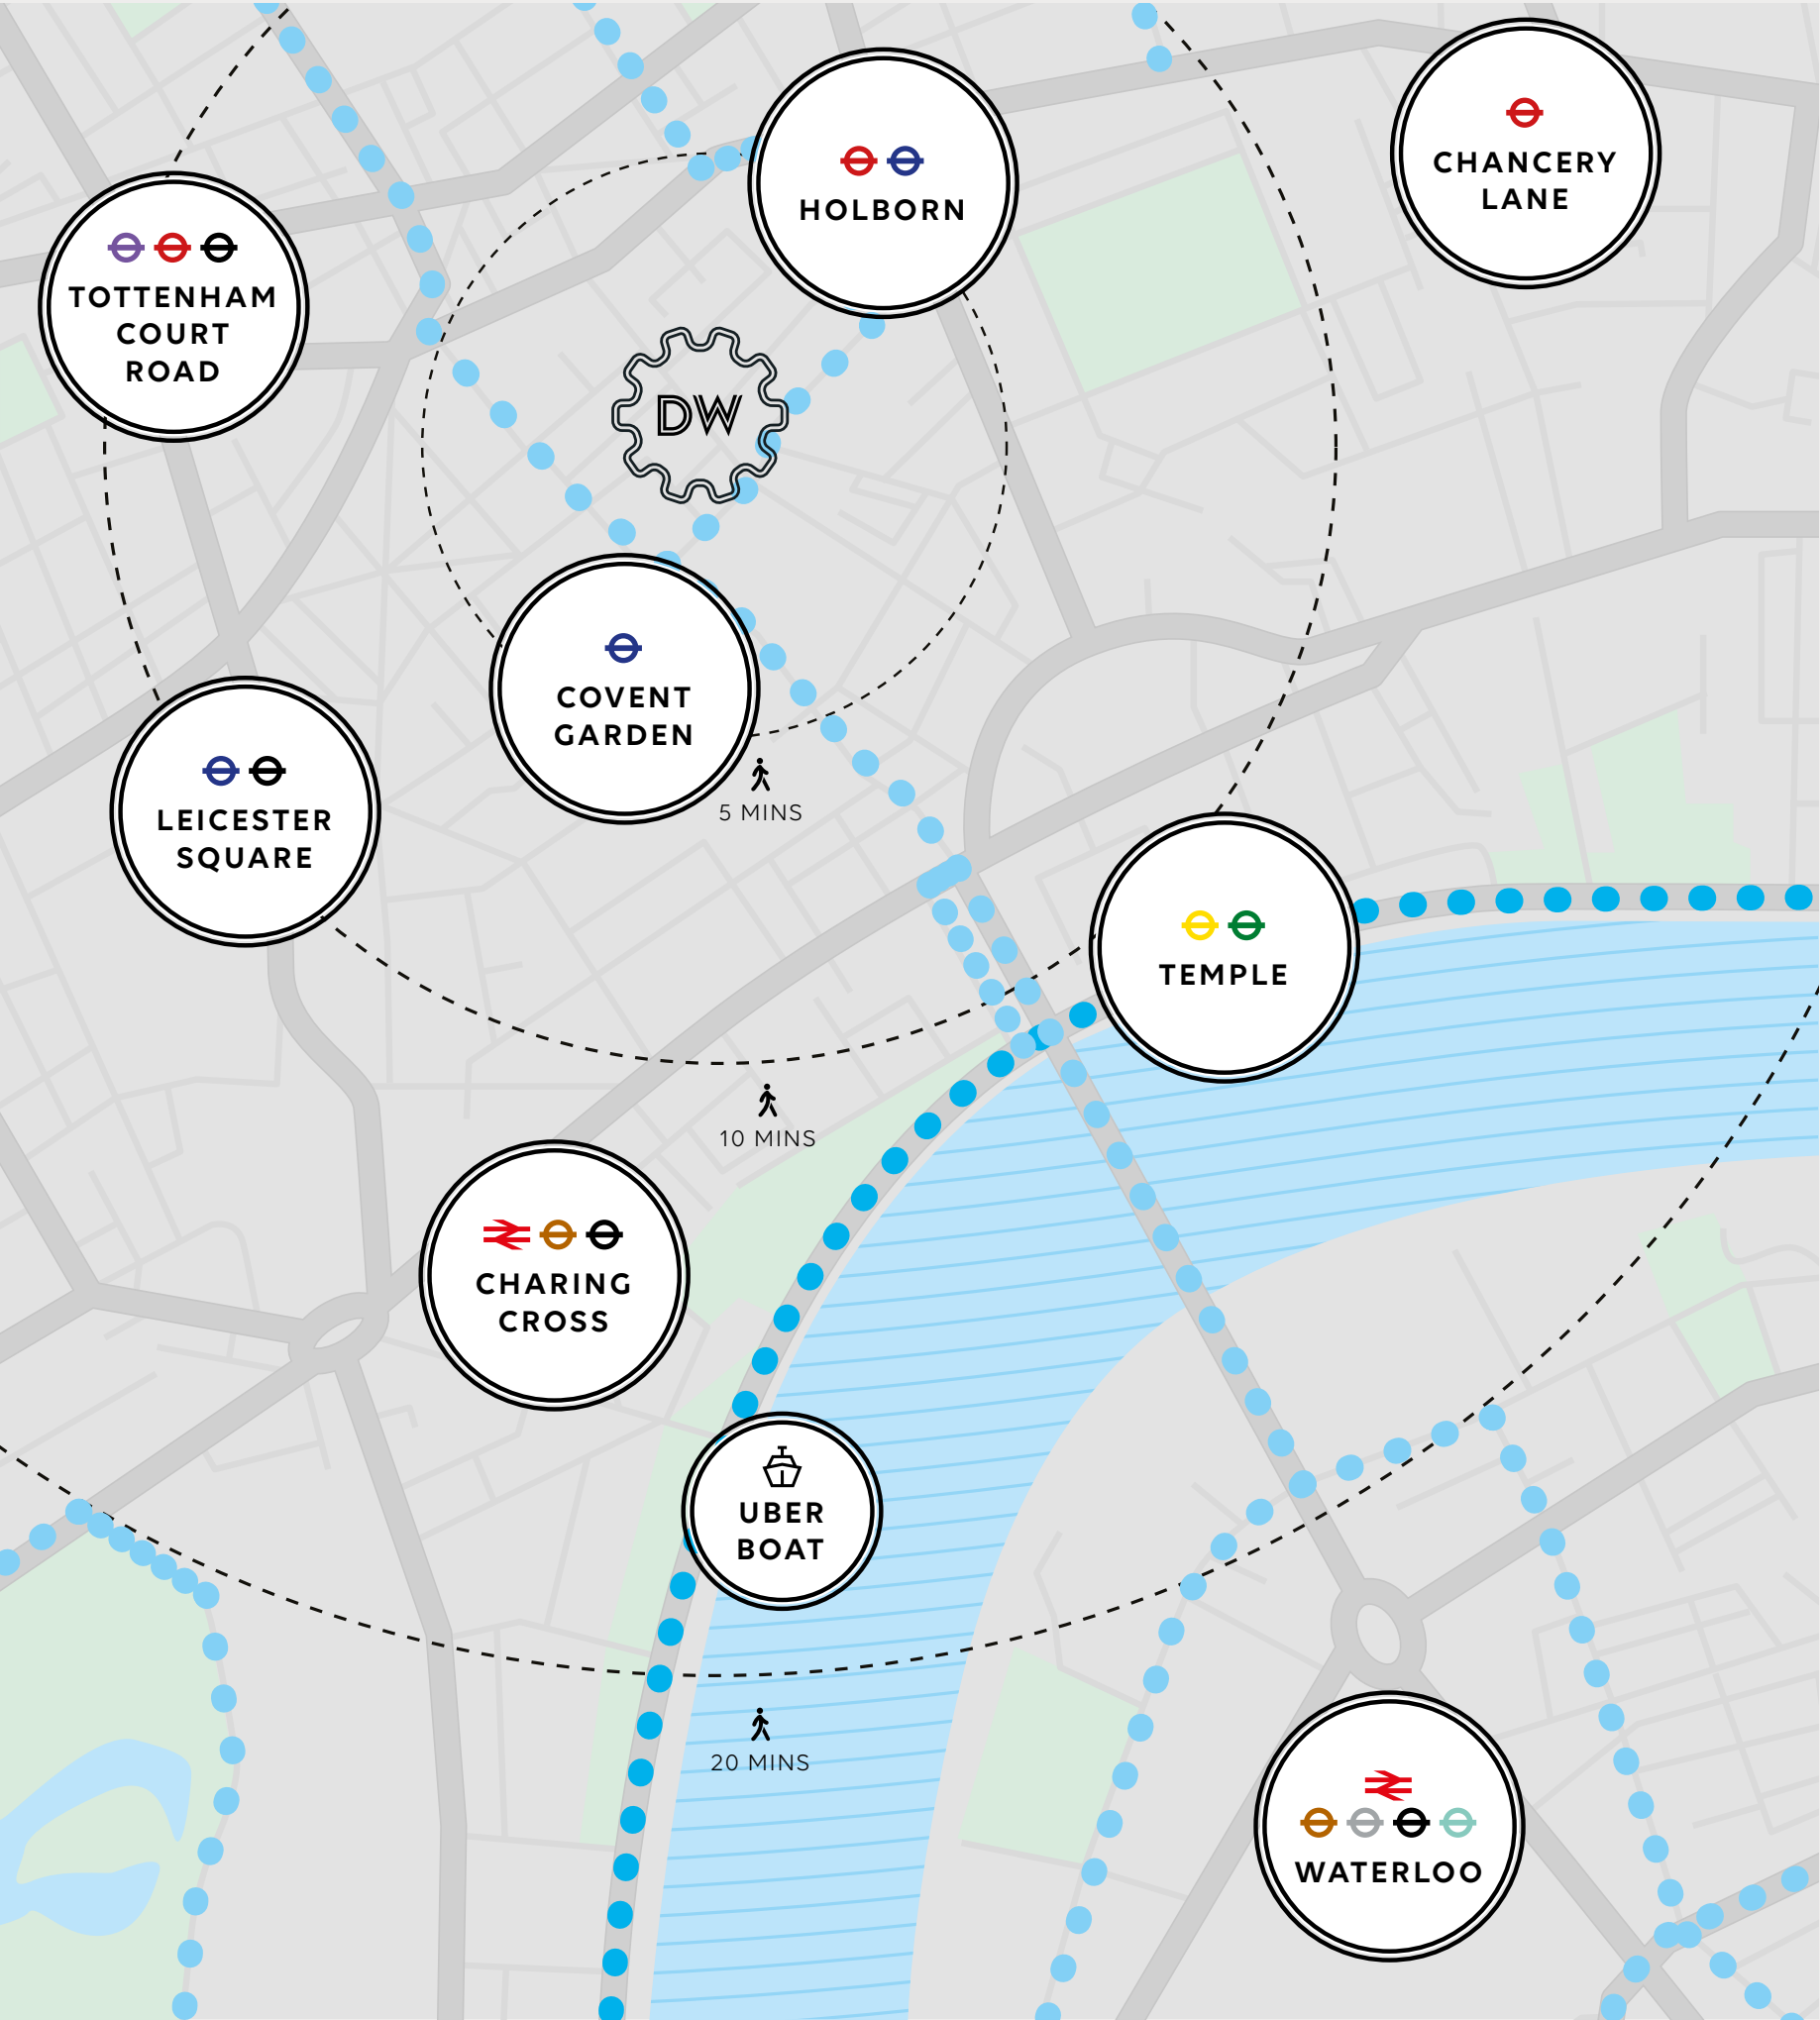 CHANCERY
LANE
HOLBORN
TOTTENHAM
COURT
ROAD
DW
COVENT
GARDEN
5 MINS
LEICESTER
SQUARE
TEMPLE
10 MINS
CHARING
CROSS
UBER
BOAT
20 MINS
WATERLOO